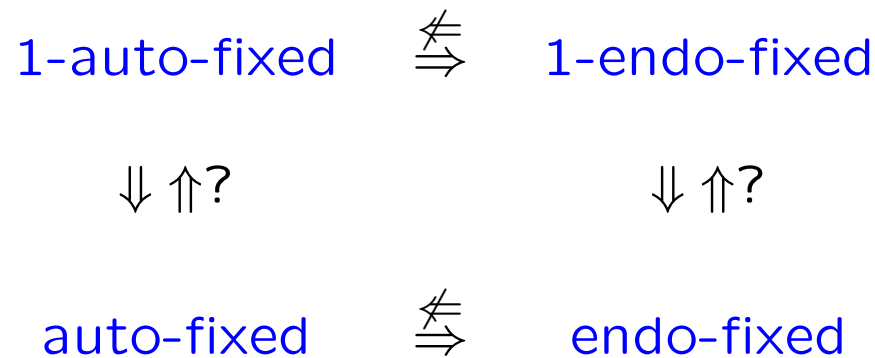 1-auto-fixed ⇍ ⇒ 1-endo-fixed
⇓ ⇑? ⇓ ⇑?
auto-fixed ⇍ ⇒ endo-fixed